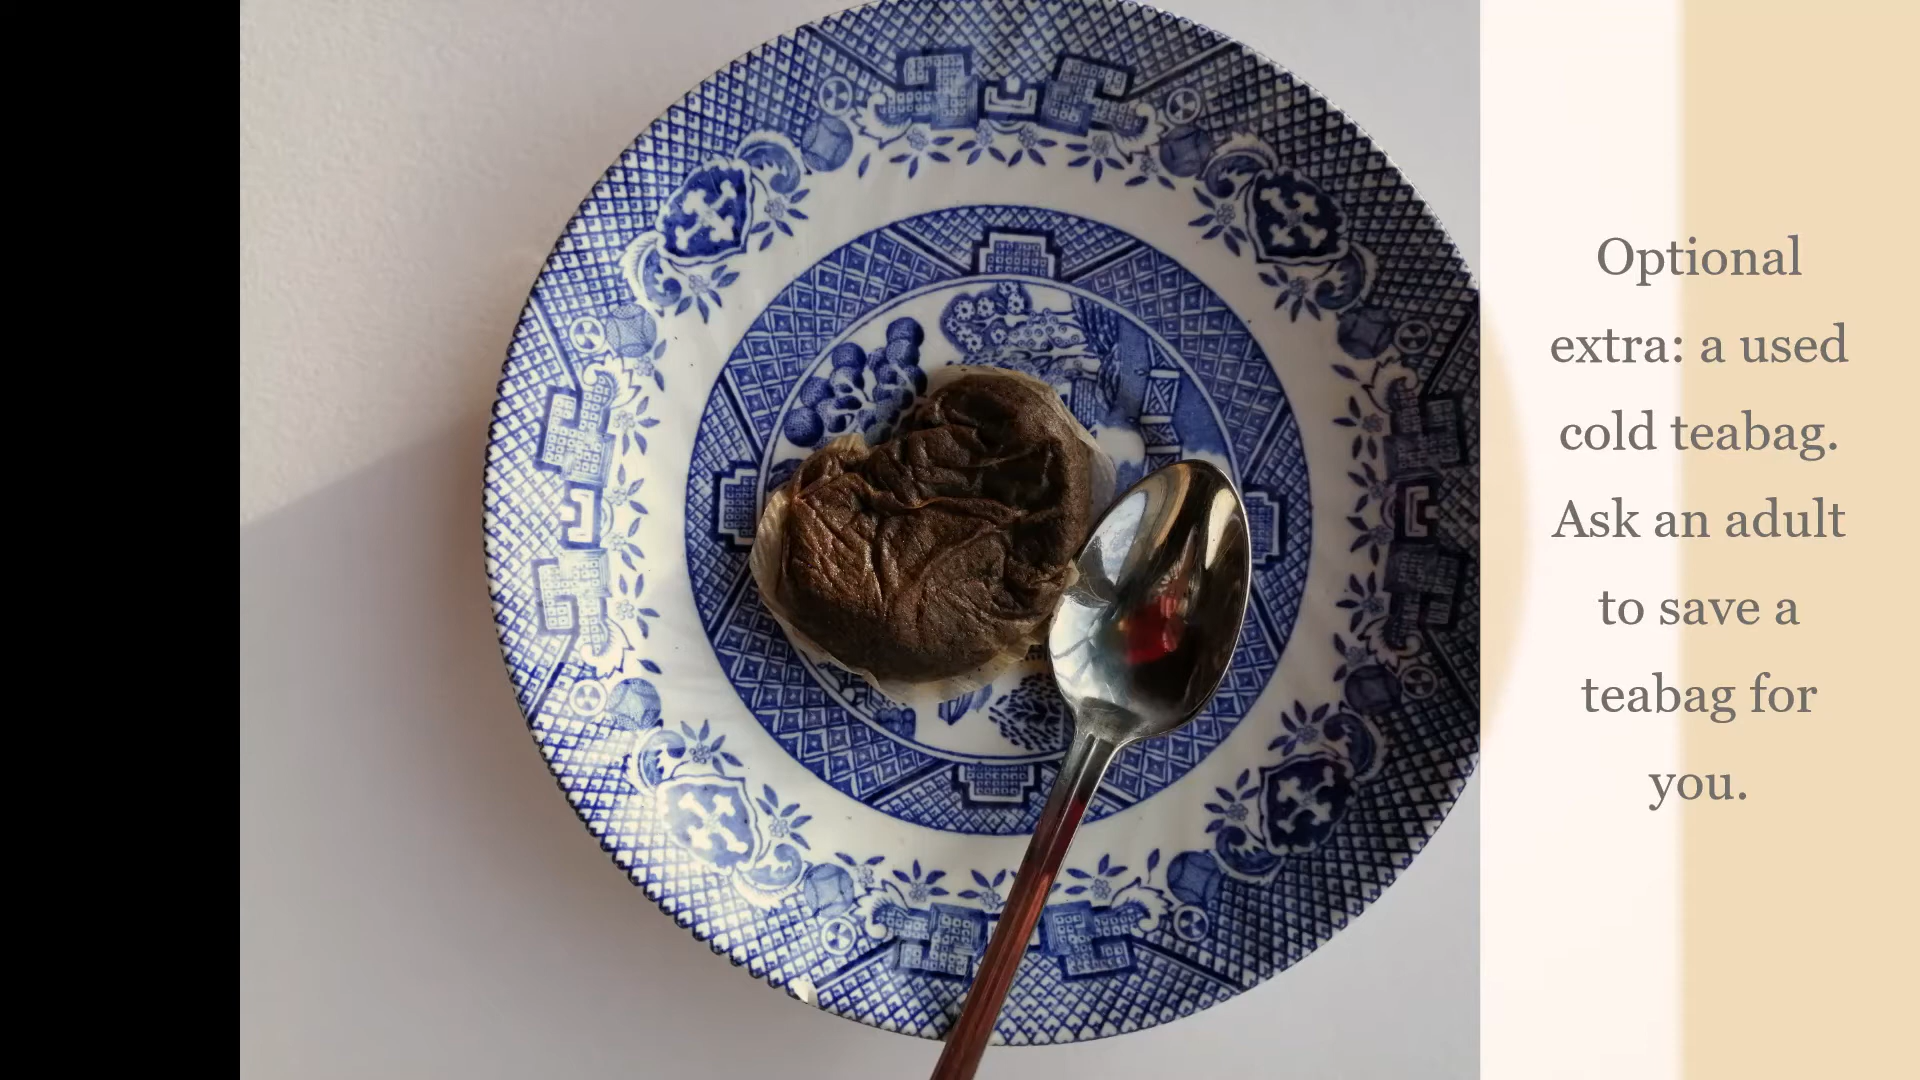 Optional
extra: a used
cold teabag.
Ask an adult
to save a
teabag for
you.